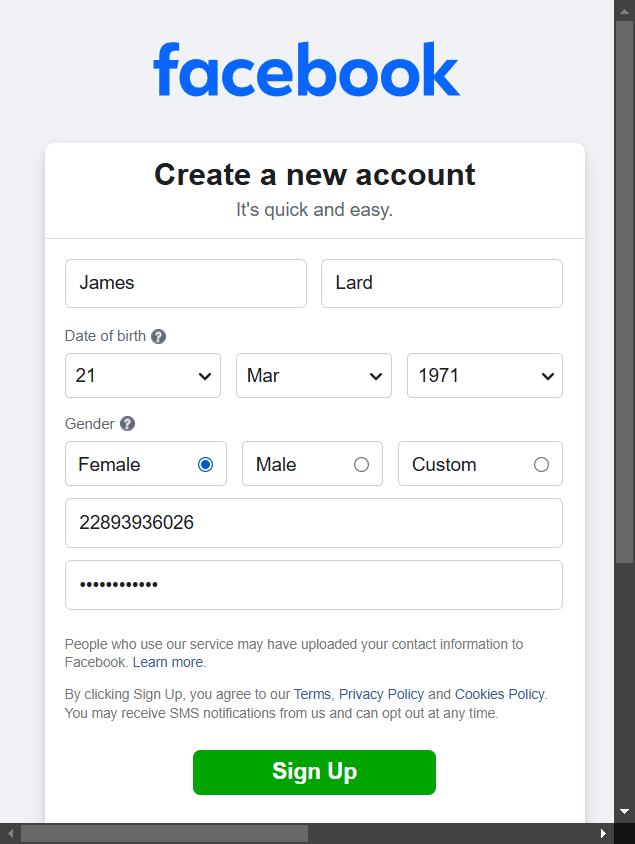 facebook
Create a new account
It's quick and easy.
James Lard
Date of birth ?
21 Mar 1971
Gender ?
Female Male Custom
22893936026
••••••••••••
People who use our service may have uploaded your contact information to
Facebook. Learn more.
By clicking Sign Up, you agree to our Terms, Privacy Policy and Cookies Policy.
You may receive SMS notifications from us and can opt out at any time.
Sign Up